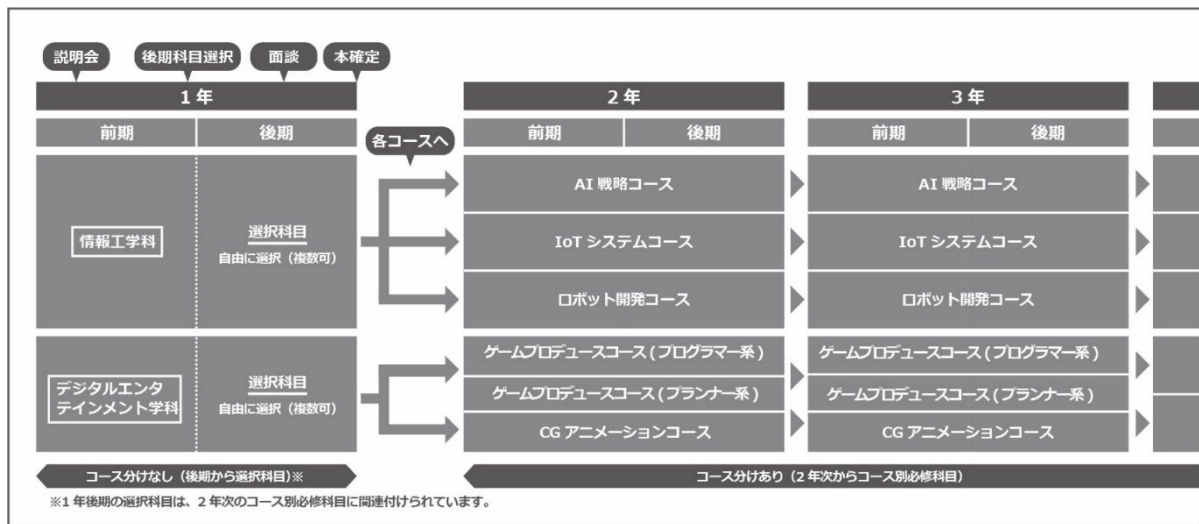 説明会
後期科目選択
面談
本確定
1年
2年
3年
前期
後期
各コースへ
前期
後期
前期
後期
情報工学科
選択科目
自由に選択(複数可)
AI 戦略コース
AI 戦略コース
IoT システムコース
IoT システムコース
ロボット開発コース
ロボット開発コース
デジタルエンタ
テインメント学科
選択科目
自由に選択(複数可)
ゲームプロデュースコース(プログラマー系)
ゲームプロデュースコース(プログラマー系)
ゲームプロデュースコース(プランナー系)
ゲームプロデュースコース(プランナー系)
CG アニメーションコース
CG アニメーションコース
コース分けなし(後期から選択科目)※
コース分けあり(2年次からコース別必修科目)
※1年後期の選択科目は、2年次のコース別必修科目に関連付けられています。